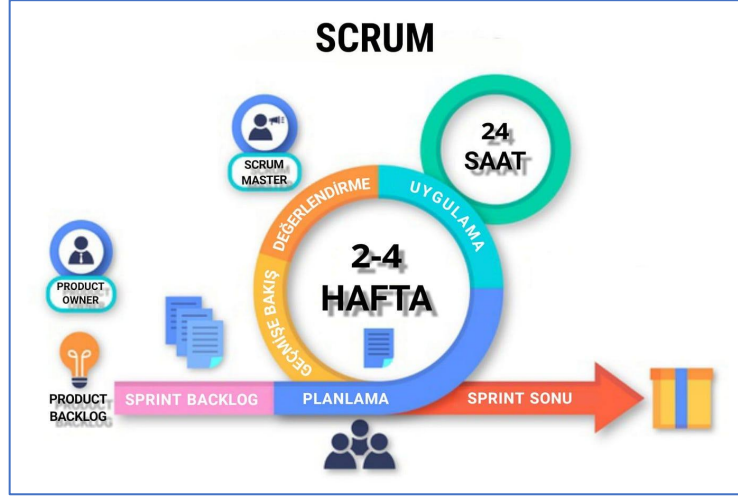 SCRUM
24
SAAT
SCRUM
MASTER
DEĞERLENDİRME
UYGULAMA
2-4
HAFTA
GEÇMİŞE BAKIŞ
PRODUCT
OWNER
PRODUCT
BACKLOG
SPRINT BACKLOG
PLANLAMA
SPRINT SONU